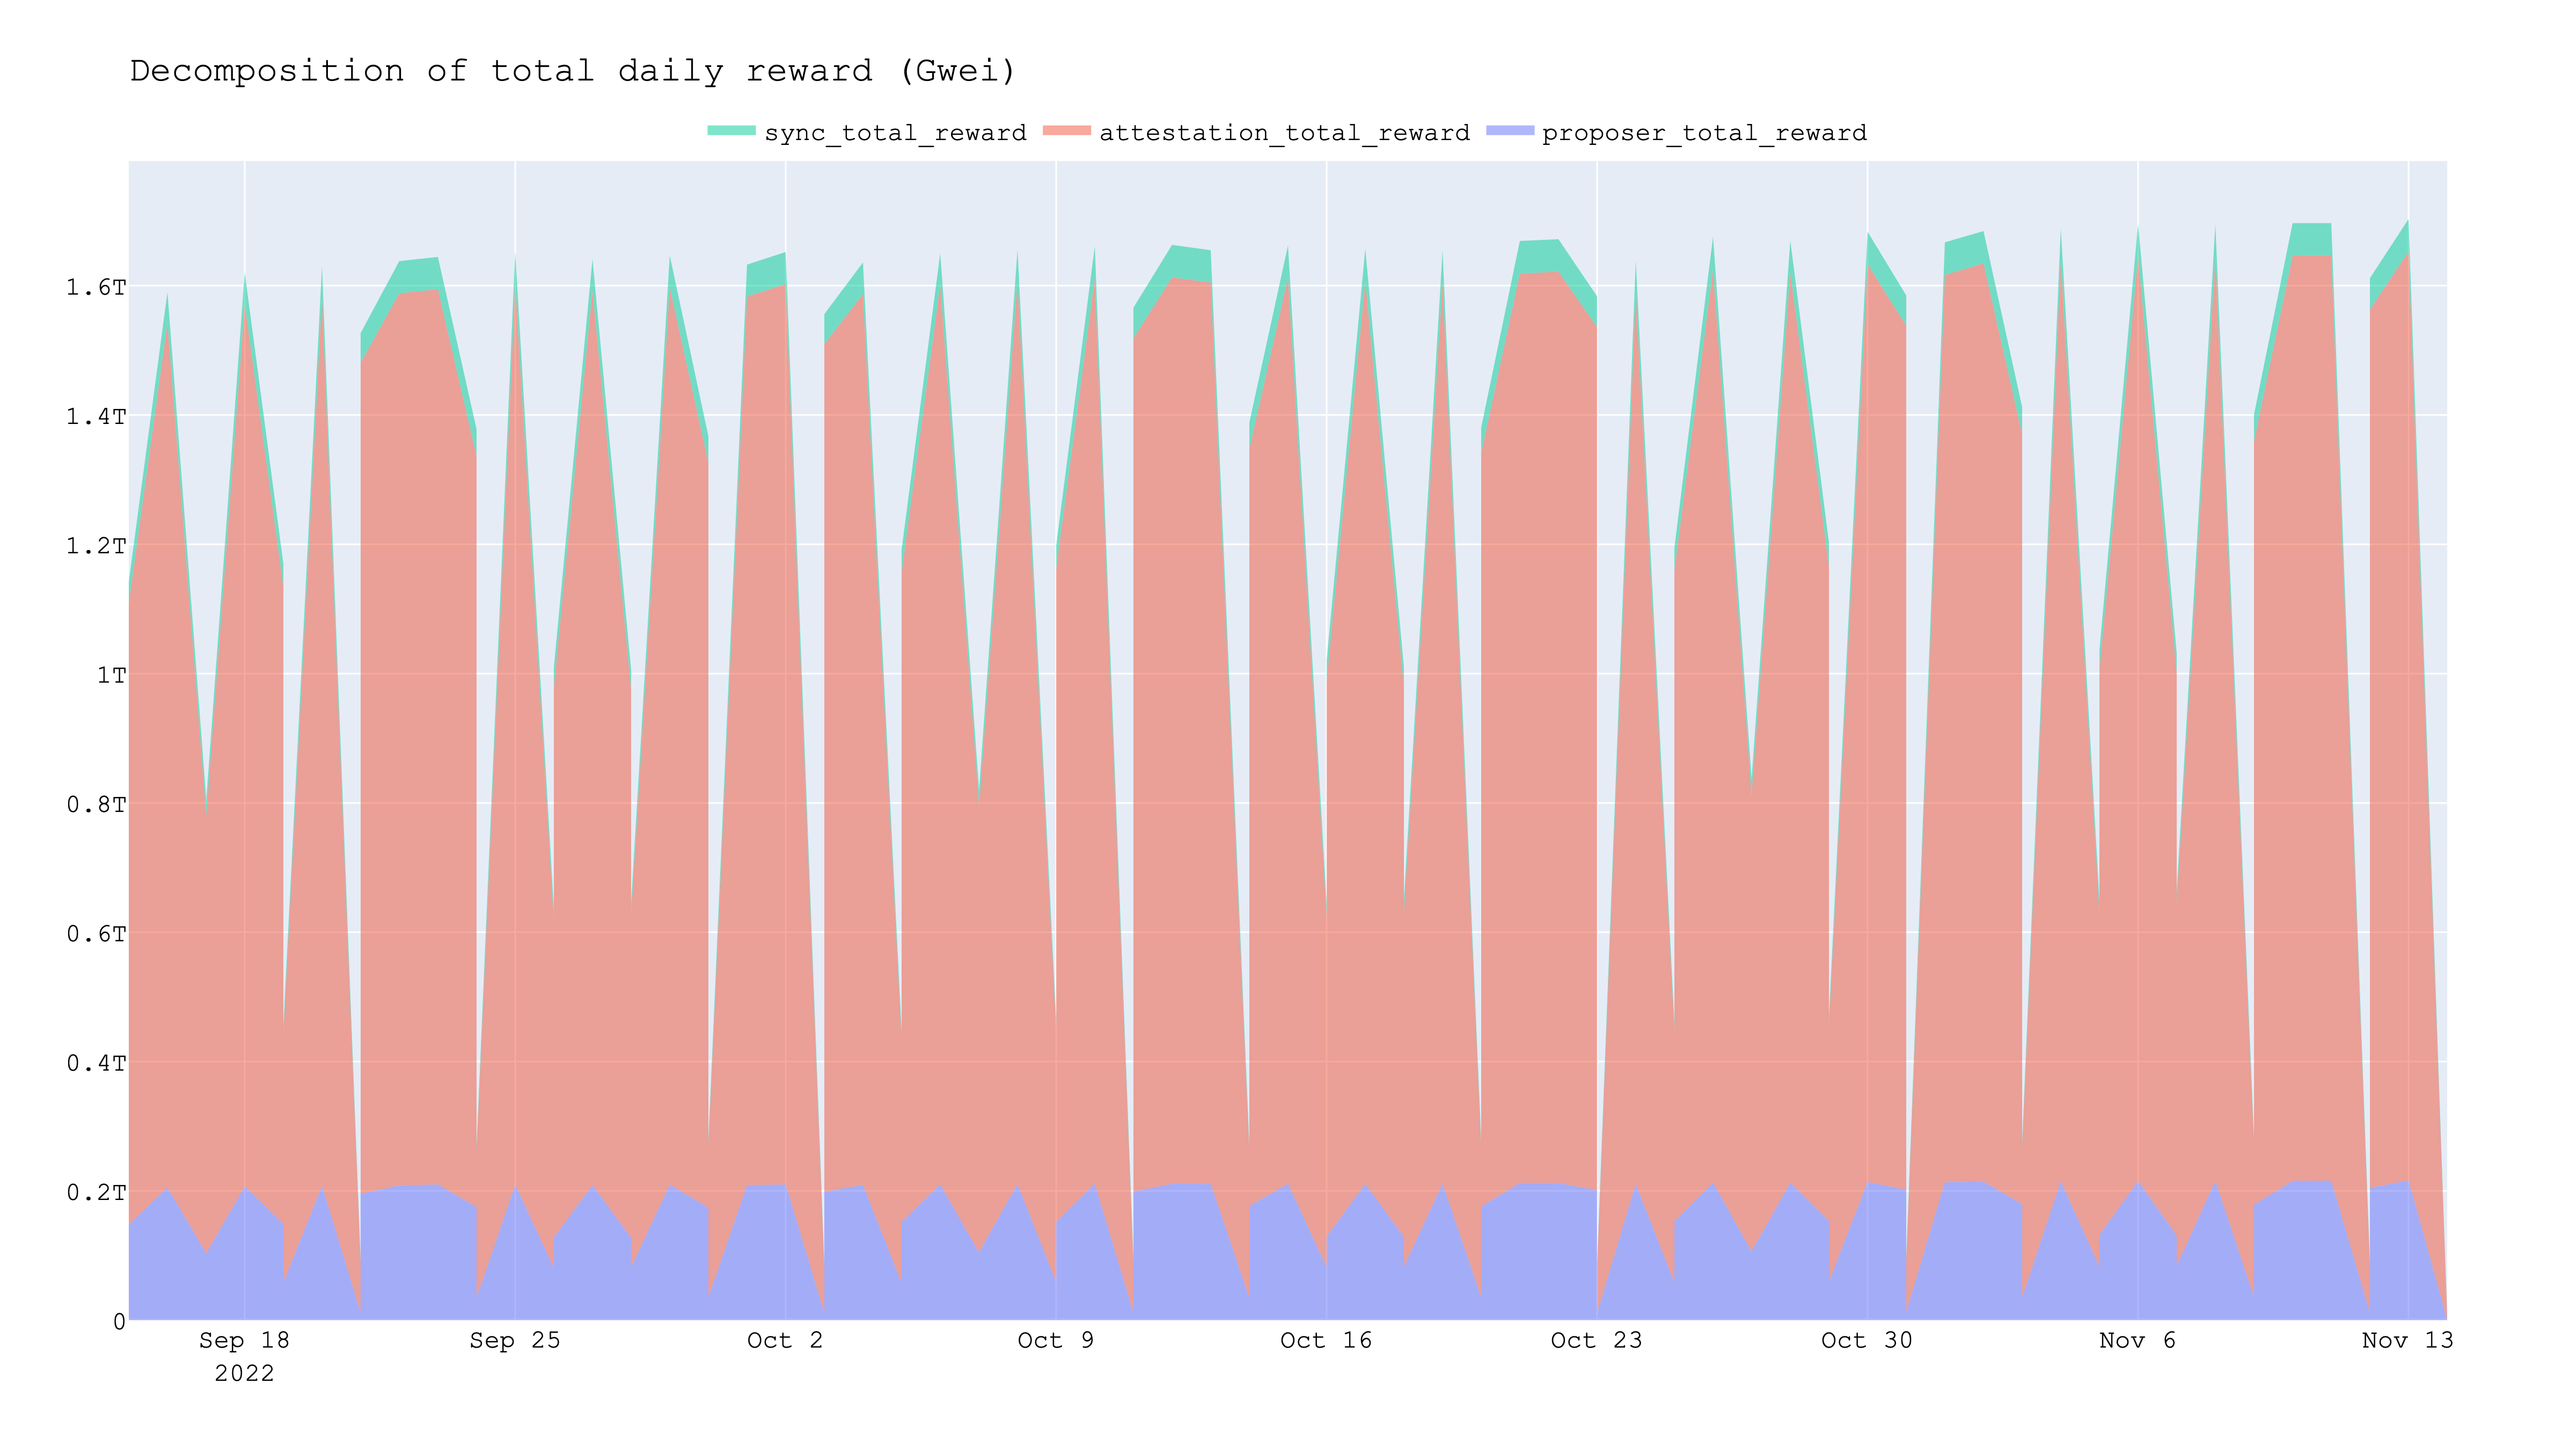 Decomposition of total daily reward (Gwei)
sync_total_reward attestation_total_reward proposer_total_reward
1.6T
1.4T
1.2T
1T
0.8T
0.6T
0.4T
0.2T
0
Sep 18 Sep 25 Oct 2 Oct 9 Oct 16 Oct 23 Oct 30 Nov 6 Nov 13
2022